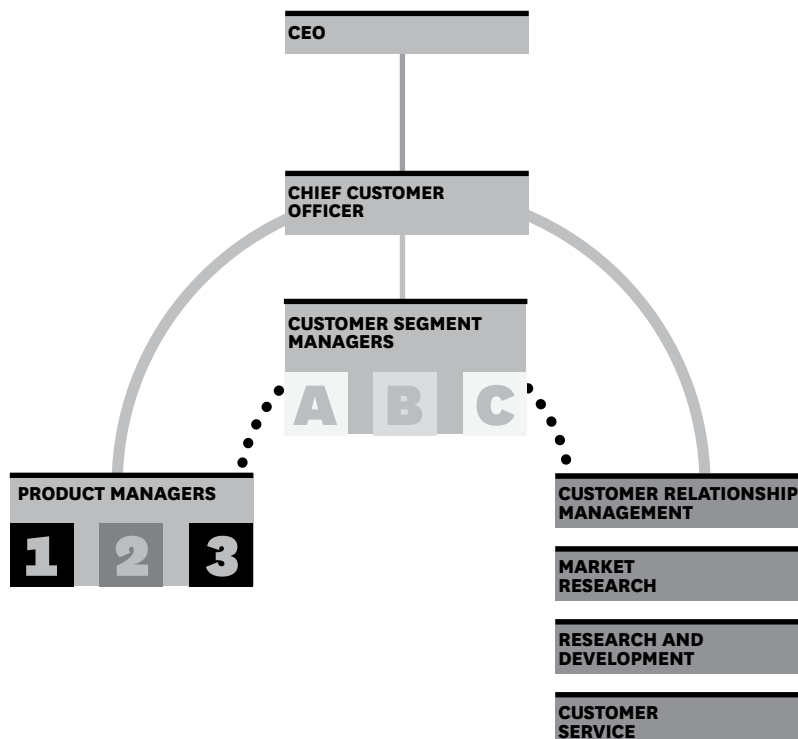 CEO
CHIEF CUSTOMER
OFFICER
CUSTOMER SEGMENT
MANAGERS
A B C
PRODUCT MANAGERS
1 2 3
CUSTOMER RELATIONSHIP
MANAGEMENT
MARKET
RESEARCH
RESEARCH AND
DEVELOPMENT
CUSTOMER
SERVICE